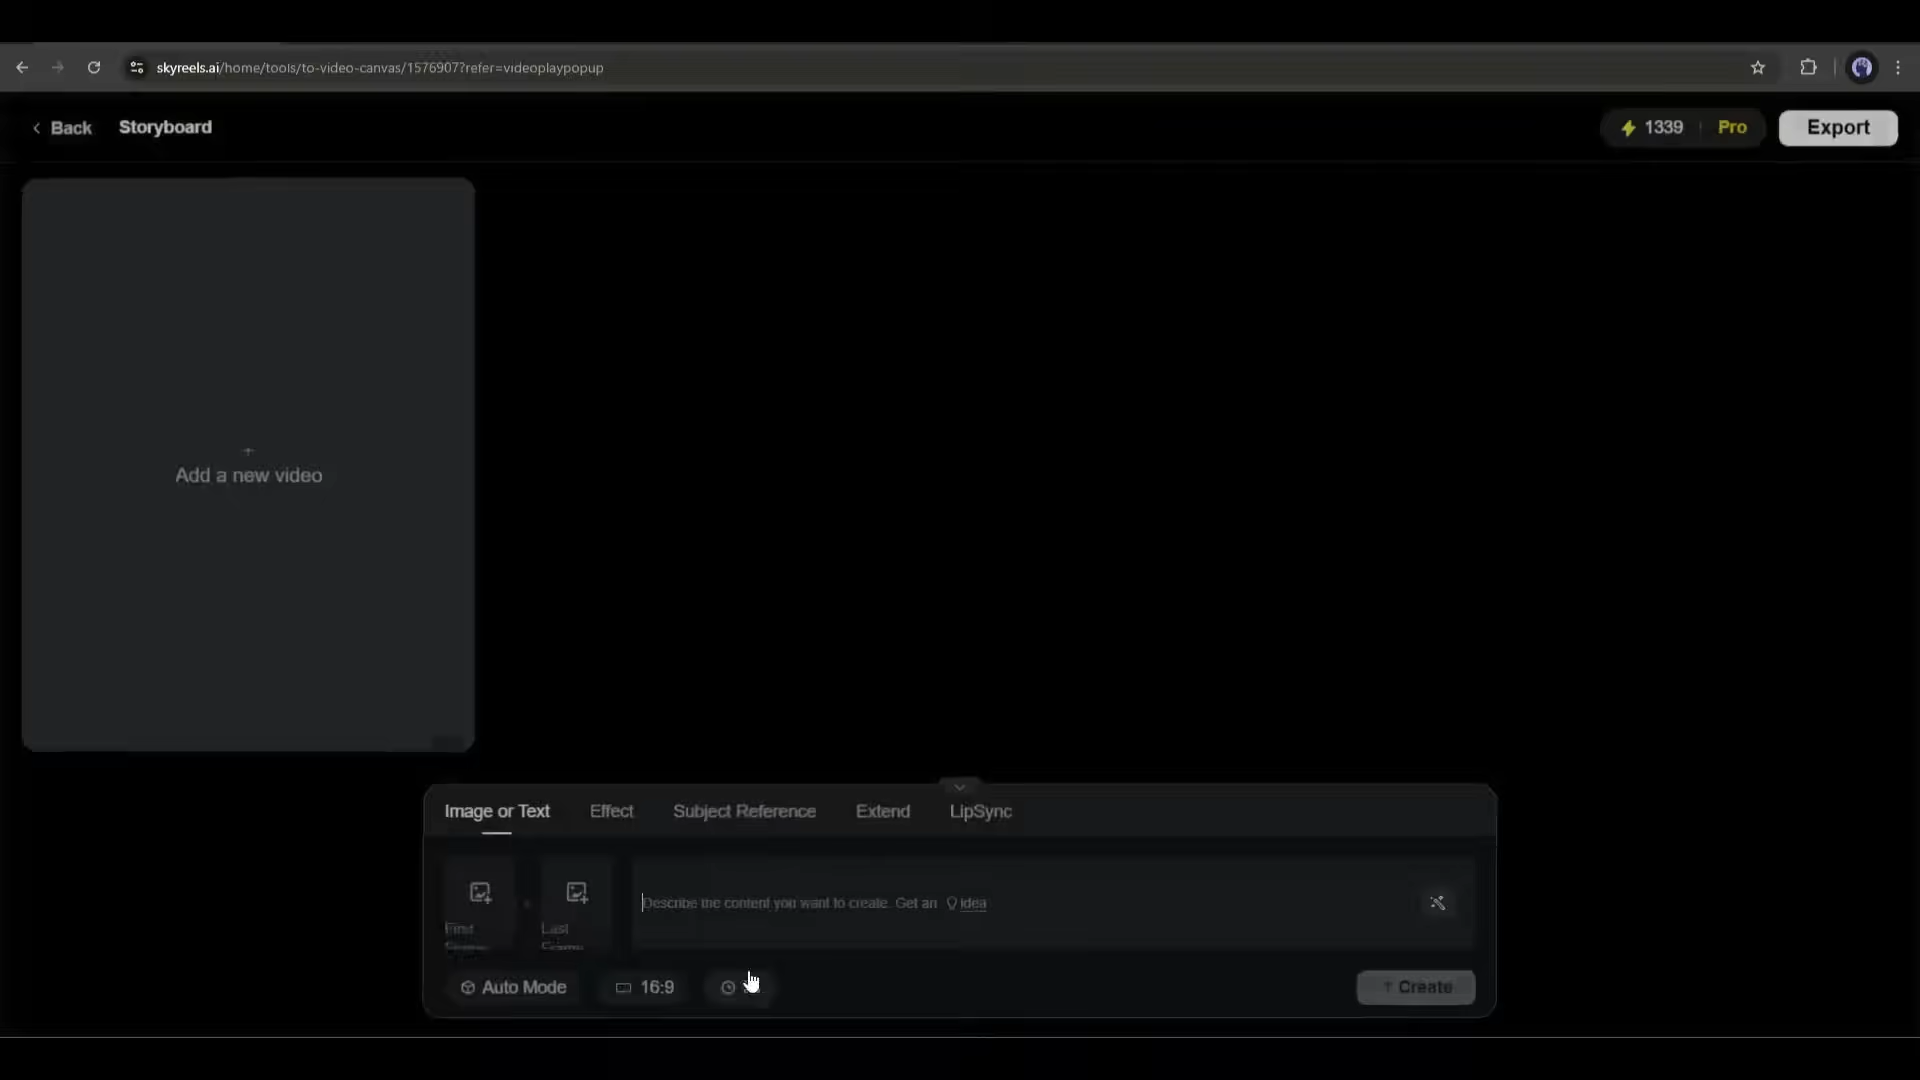 skyreels.ai/home/tools/to-video-canvas/1576907?refer=videoplaypopup
Back
Storyboard
1339
Pro
Export
+
Add a new video
Image or Text
Effect
Subject Reference
Extend
LipSync
First
Last
Describe the content you want to create. Get an idea
Auto Mode
16:9
Create